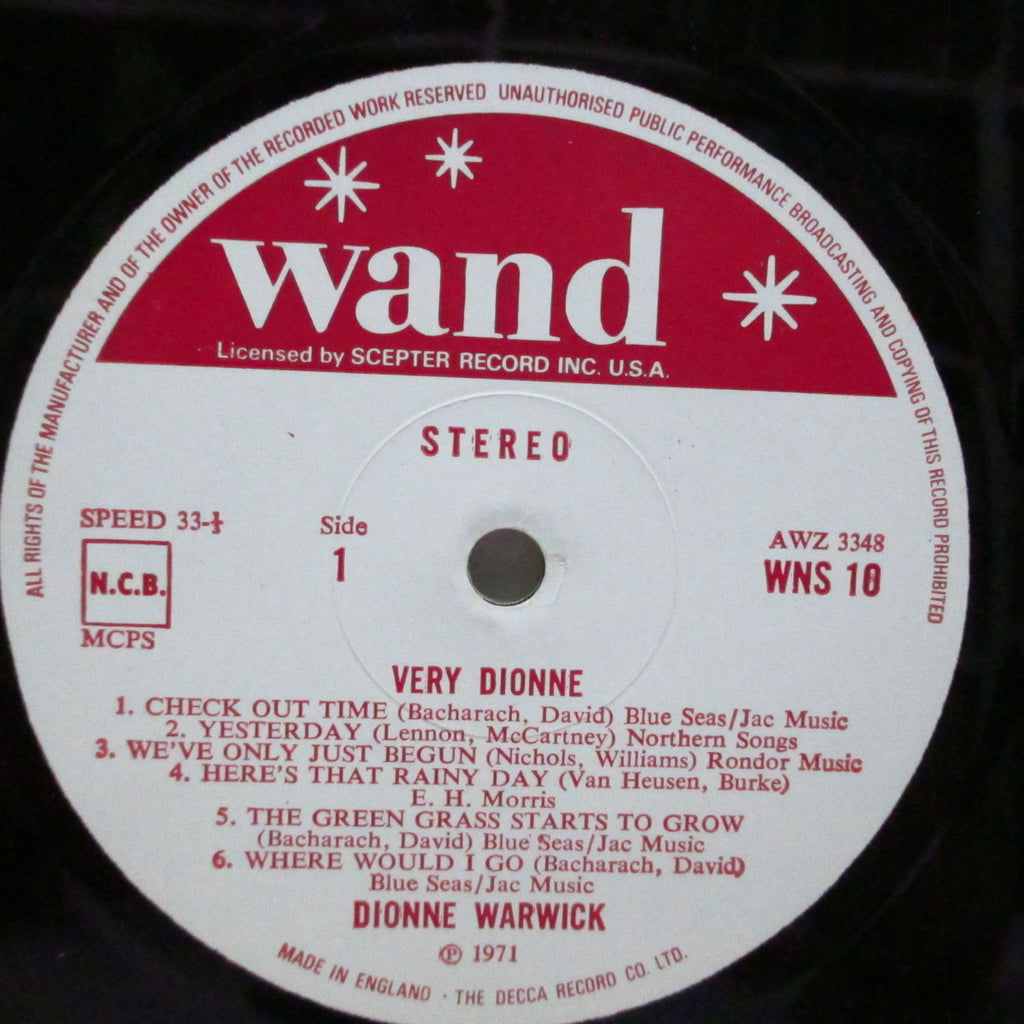 ALL RIGHTS OF THE MANUFACTURER AND OF THE OWNER OF THE RECORDED WORK RESERVED UNAUTHORISED PUBLIC PERFORMANCE BROADCASTING AND COPYING OF THIS RECORD PROHIBITED
wand
Licensed by SCEPTER RECORD INC. U.S.A.
STEREO
SPEED 33-⅓
N.C.B.
MCPS
Side
1
AWZ 3348
WNS 10
VERY DIONNE
1. CHECK OUT TIME (Bacharach, David) Blue Seas/Jac Music
2. YESTERDAY (Lennon, McCartney) Northern Songs
3. WE'VE ONLY JUST BEGUN (Nichols, Williams) Rondor Music
4. HERE'S THAT RAINY DAY (Van Heusen, Burke)
E. H. Morris
5. THE GREEN GRASS STARTS TO GROW
(Bacharach, David) Blue Seas/Jac Music
6. WHERE WOULD I GO (Bacharach, David)
Blue Seas/Jac Music
DIONNE WARWICK
℗ 1971
MADE IN ENGLAND · THE DECCA RECORD CO. LTD.